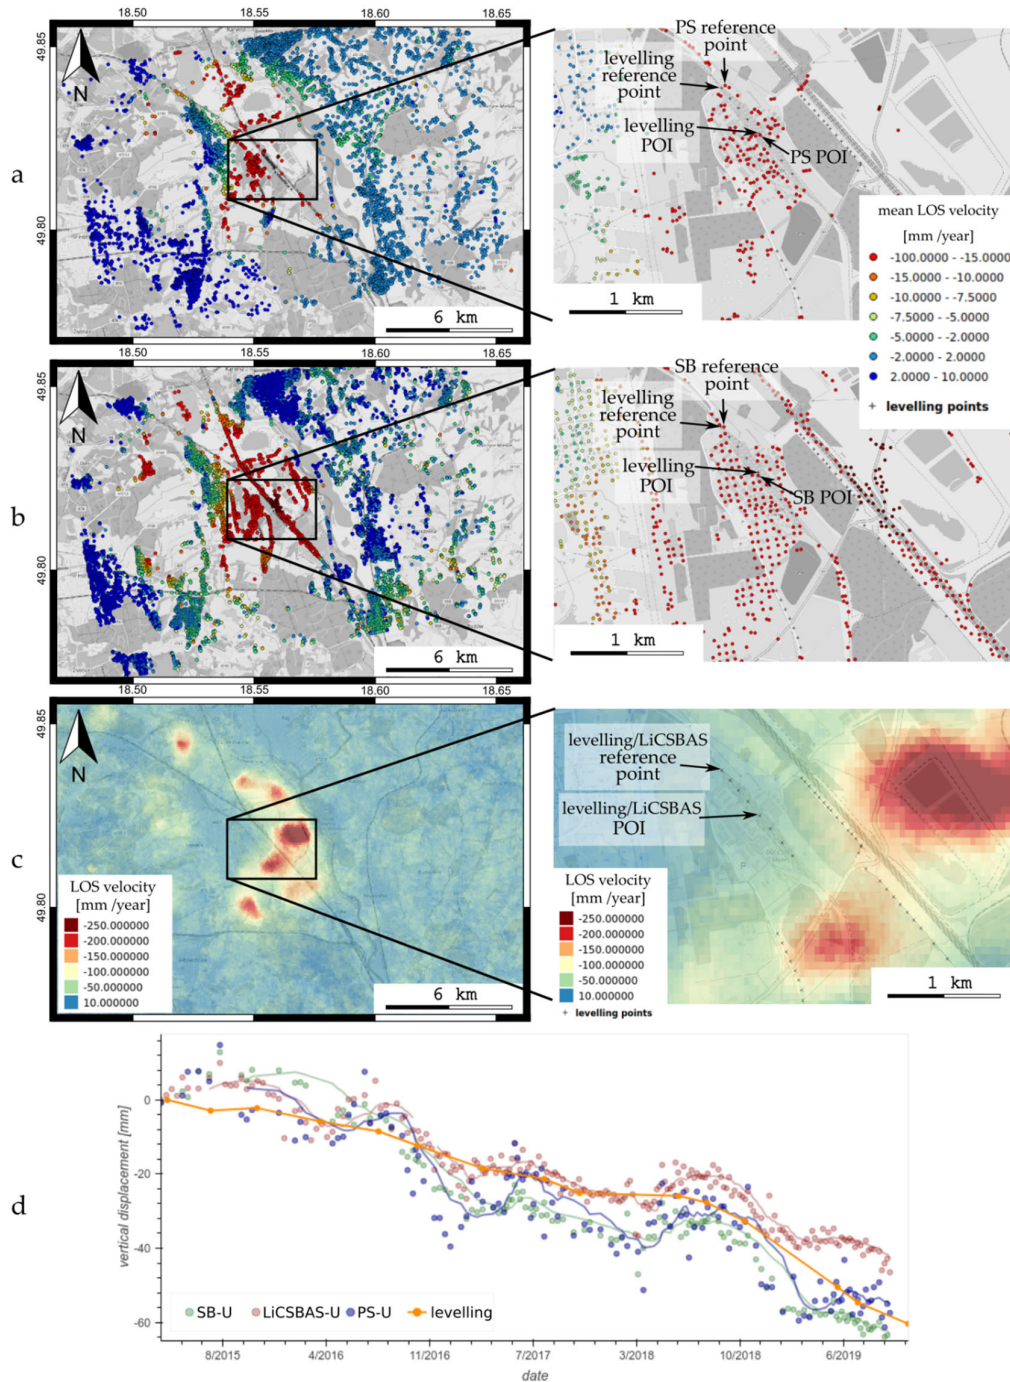 18.50 18.55 18.60 18.65
49.85
49.80
N
6 km
a
PS reference
point
levelling
reference
point
levelling
POI
PS POI
1 km
mean LOS velocity
[mm /year]
-100.0000 - -15.0000
-15.0000 - -10.0000
-10.0000 - -7.5000
-7.5000 - -5.0000
-5.0000 - -2.0000
-2.0000 - 2.0000
2.0000 - 10.0000
levelling points
18.50 18.55 18.60 18.65
49.85
49.80
N
6 km
b
SB reference
point
levelling
reference
point
levelling
POI
SB POI
1 km
18.50 18.55 18.60 18.65
49.85
49.80
N
c
LOS velocity
[mm /year]
-250.000000
-200.000000
-150.000000
-100.000000
-50.000000
10.000000
6 km
levelling/LiCSBAS
reference
point
levelling/LiCSBAS
POI
LOS velocity
[mm /year]
-250.000000
-200.000000
-150.000000
-100.000000
-50.000000
10.000000
levelling points
1 km
d
vertical displacement [mm]
0
-20
-40
-60
SB-U LiCSBAS-U PS-U levelling
8/2015 4/2016 11/2016 7/2017 3/2018 10/2018 6/2019
date